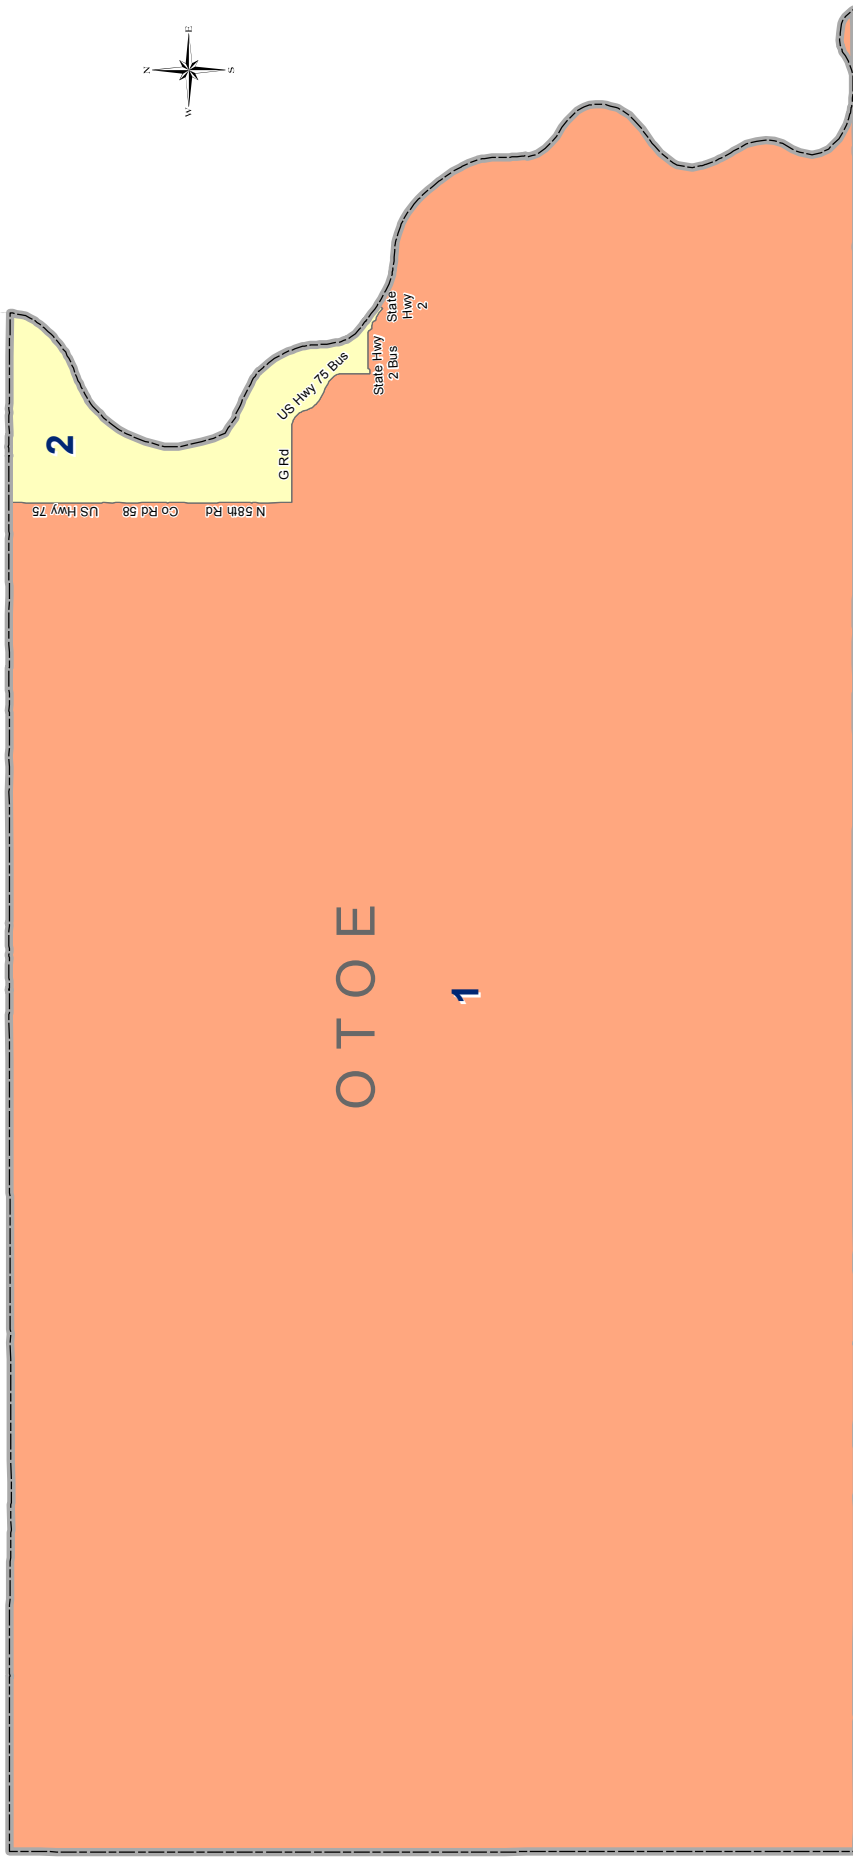 N
E
S
W
2
US Hwy 75
Co Rd 58
N 58th Rd
G Rd
US Hwy 75 Bus
State Hwy
2 Bus
State
Hwy
2
OTOE
1